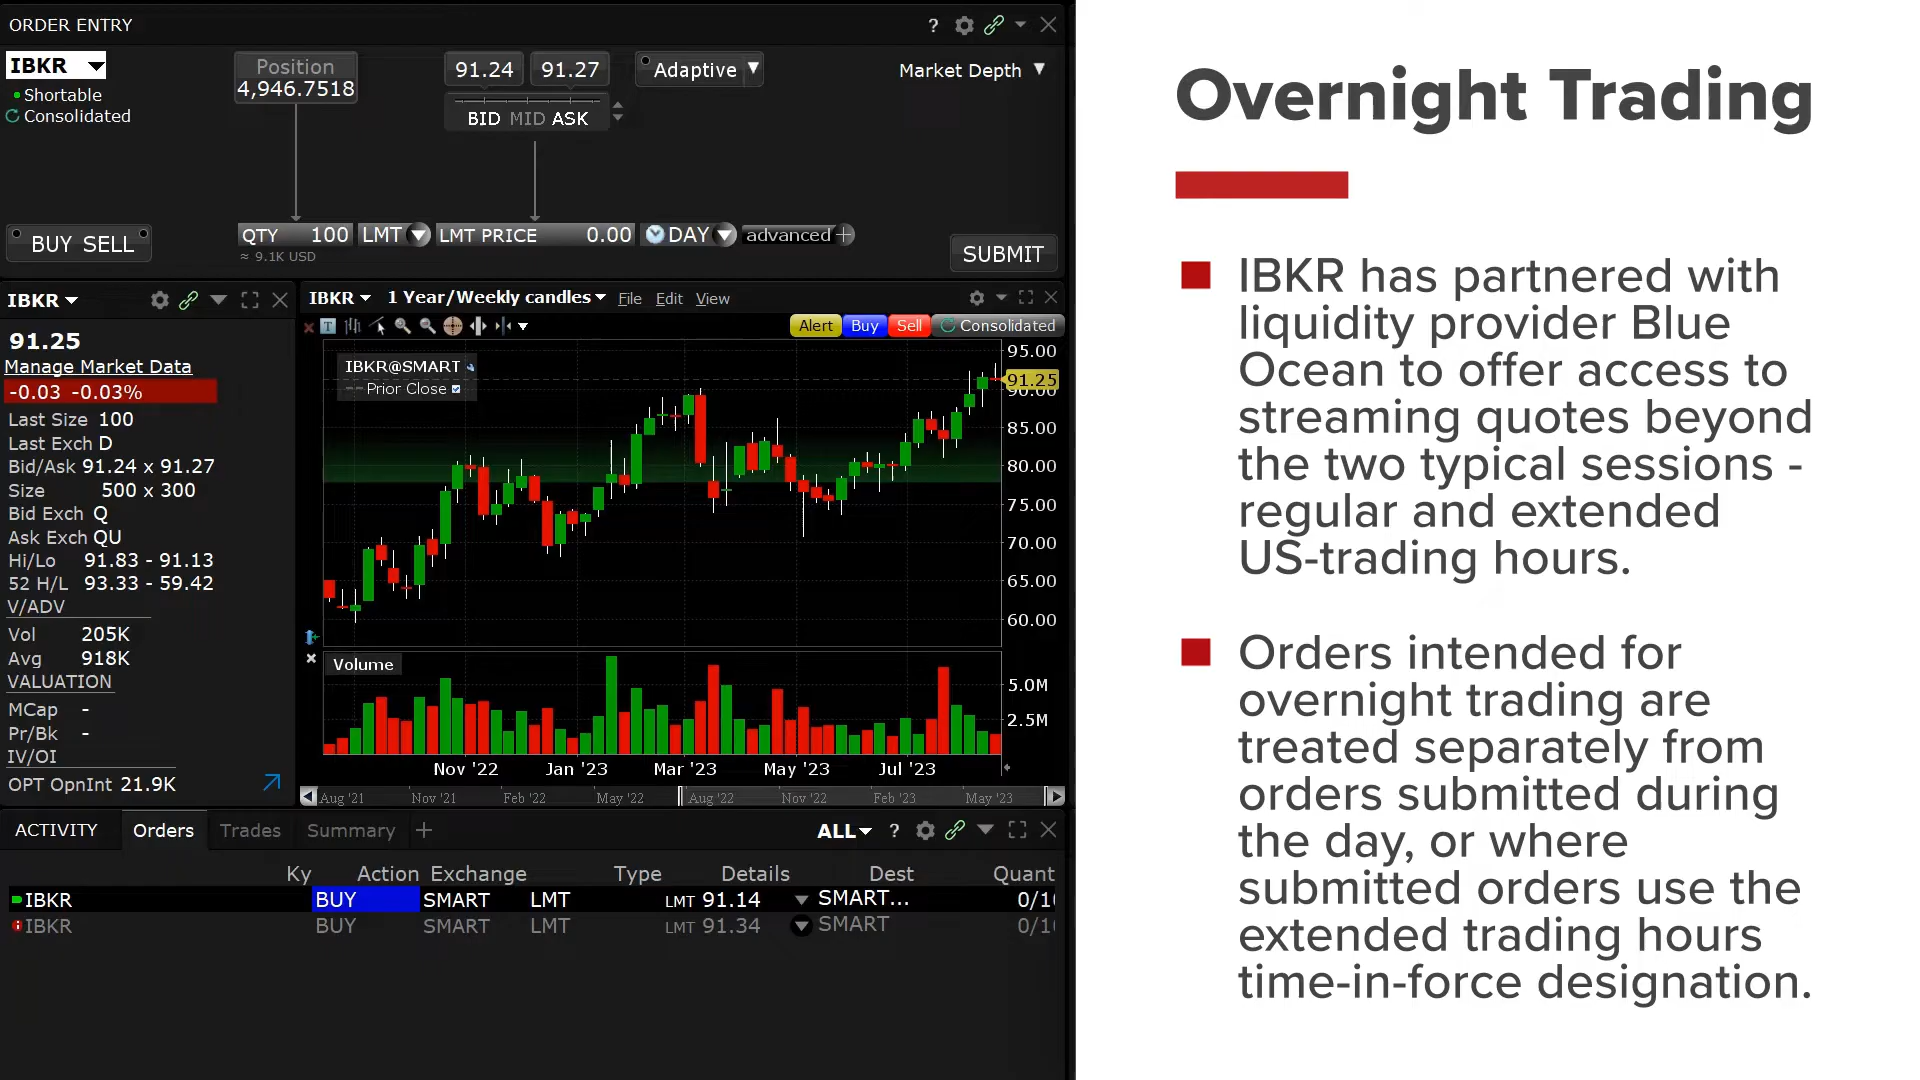 ORDER ENTRY
?
IBKR
Shortable
Consolidated
Position
4,946.7518
91.24 91.27
BID MID ASK
Adaptive
Market Depth
BUY SELL
QTY 100 LMT LMT PRICE 0.00 DAY advanced
≈ 9.1K USD
SUBMIT
IBKR
91.25
Manage Market Data
-0.03 -0.03%
Last Size 100
Last Exch D
Bid/Ask 91.24 x 91.27
Size 500 x 300
Bid Exch Q
Ask Exch QU
Hi/Lo 91.83 - 91.13
52 H/L 93.33 - 59.42
V/ADV
Vol 205K
Avg 918K
VALUATION
MCap -
Pr/Bk -
IV/OI
OPT OpnInt 21.9K
IBKR 1 Year/Weekly candles File Edit View
T
Alert Buy Sell Consolidated
IBKR@SMART
Prior Close
95.00
91.25
90.00
85.00
80.00
75.00
70.00
65.00
60.00
Volume
5.0M
2.5M
Nov '22 Jan '23 Mar '23 May '23 Jul '23
Aug '21 Nov '21 Feb '22 May '22 Aug '22 Nov '22 Feb '23 May '23
ACTIVITY Orders Trades Summary + ALL ?
Ky Action Exchange Type Details Dest Quant
IBKR BUY SMART LMT LMT 91.14 SMART... 0/1
IBKR BUY SMART LMT LMT 91.34 SMART 0/1
Overnight Trading
IBKR has partnered with
liquidity provider Blue
Ocean to offer access to
streaming quotes beyond
the two typical sessions -
regular and extended
US-trading hours.
Orders intended for
overnight trading are
treated separately from
orders submitted during
the day, or where
submitted orders use the
extended trading hours
time-in-force designation.